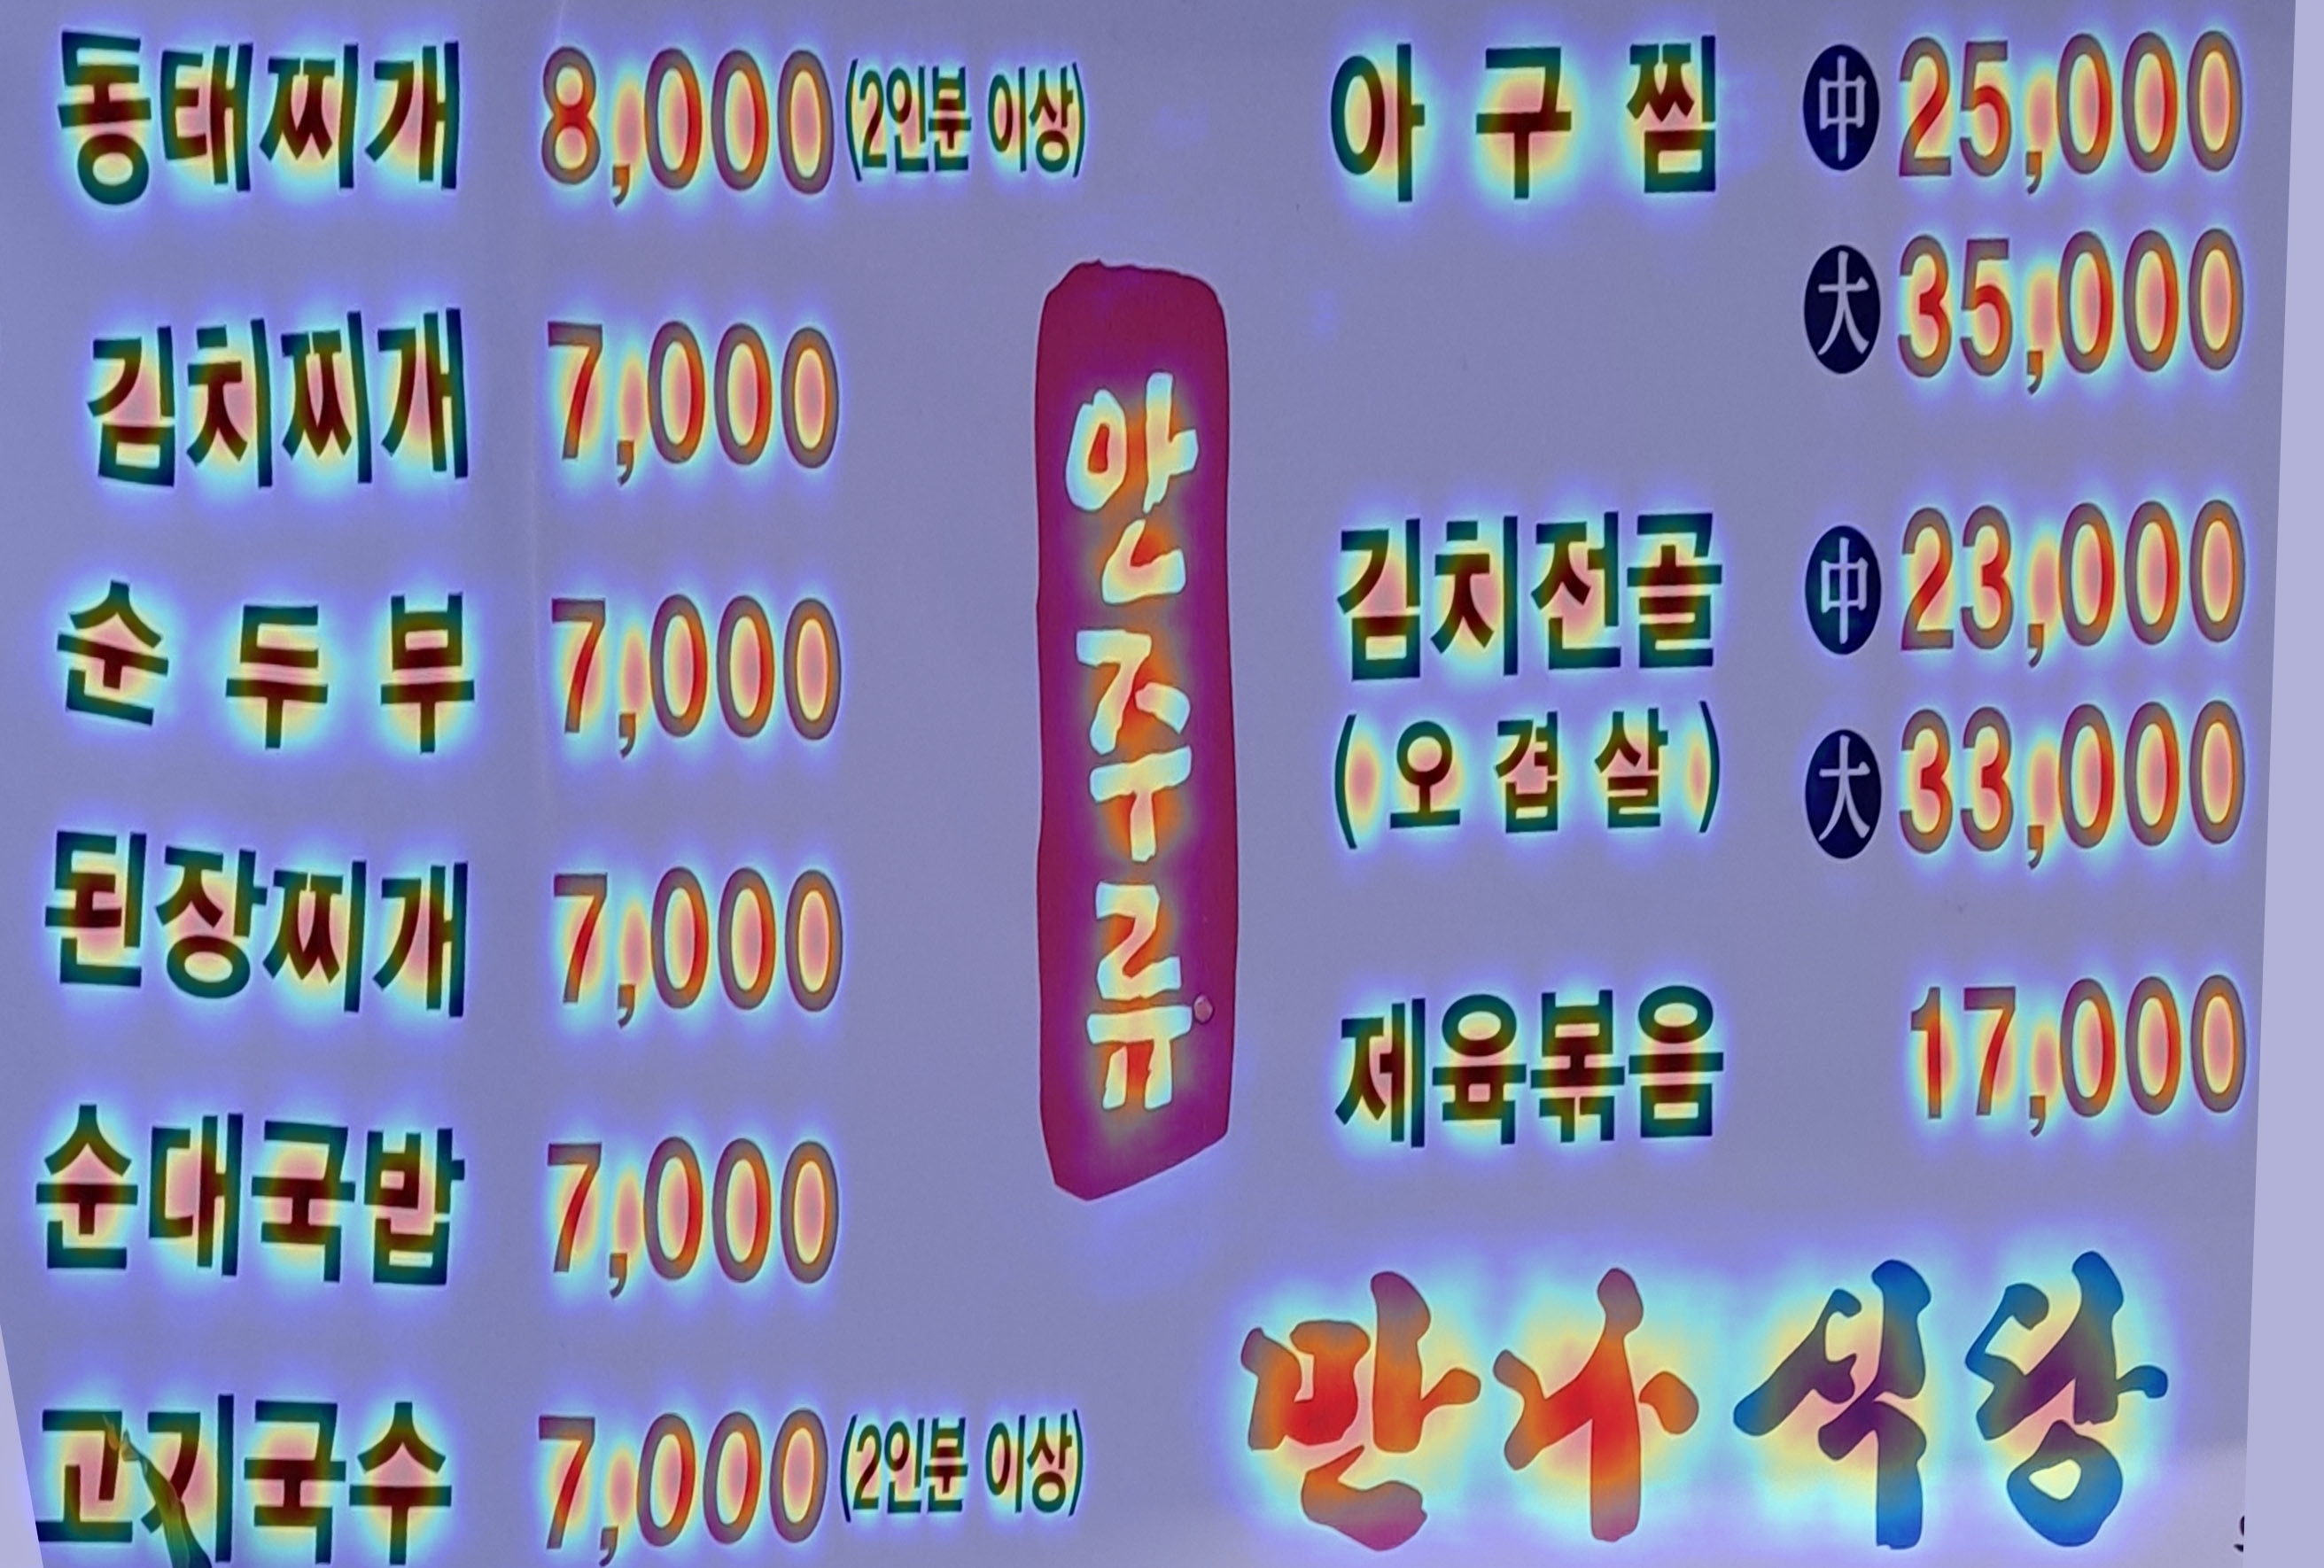 동태찌개 8,000 (2인분 이상)
김치찌개 7,000
순두부 7,000
된장찌개 7,000
순대국밥 7,000
고기국수 7,000 (2인분 이상)
안주류
아구찜 中 25,000
大 35,000
김치전골 中 23,000
(오겹살) 大 33,000
제육볶음 17,000
만나식당